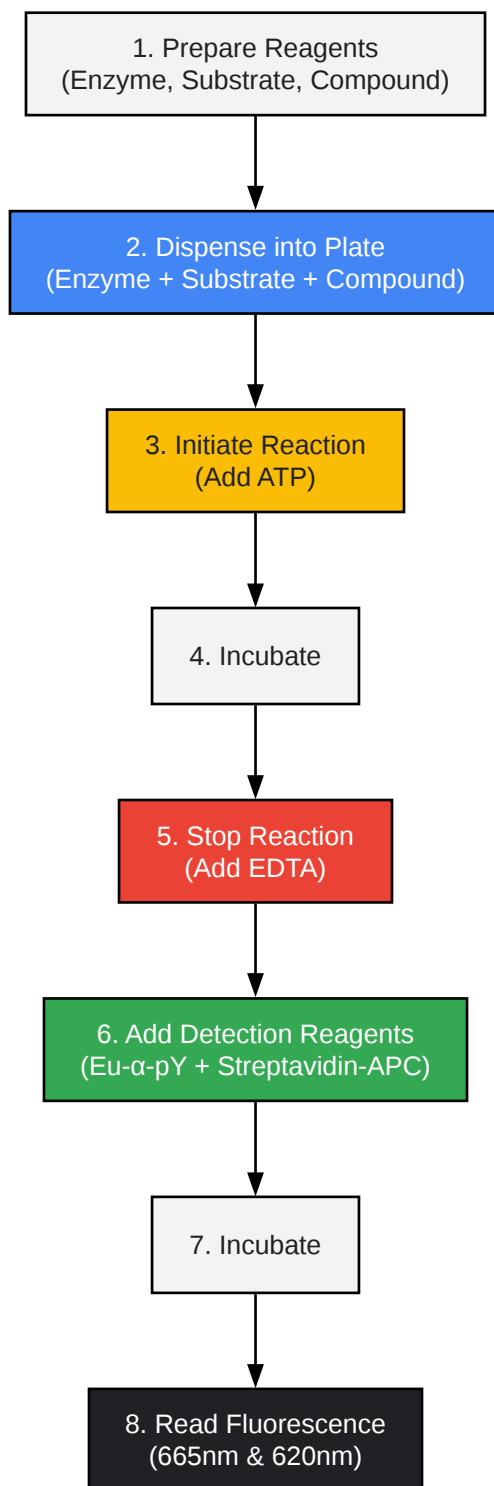 1. Prepare Reagents
(Enzyme, Substrate, Compound)
2. Dispense into Plate
(Enzyme + Substrate + Compound)
3. Initiate Reaction
(Add ATP)
4. Incubate
5. Stop Reaction
(Add EDTA)
6. Add Detection Reagents
(Eu-α-pY + Streptavidin-APC)
7. Incubate
8. Read Fluorescence
(665nm & 620nm)